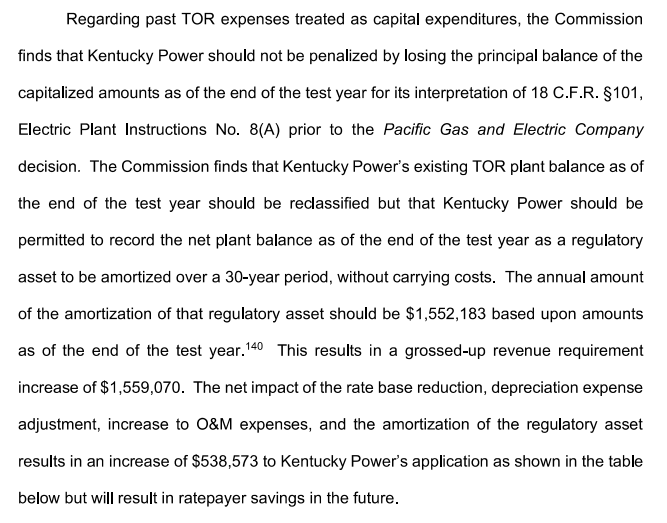 Regarding past TOR expenses treated as capital expenditures, the Commission
finds that Kentucky Power should not be penalized by losing the principal balance of the
capitalized amounts as of the end of the test year for its interpretation of 18 C.F.R. §101,
Electric Plant Instructions No. 8(A) prior to the Pacific Gas and Electric Company
decision. The Commission finds that Kentucky Power's existing TOR plant balance as of
the end of the test year should be reclassified but that Kentucky Power should be
permitted to record the net plant balance as of the end of the test year as a regulatory
asset to be amortized over a 30-year period, without carrying costs. The annual amount
of the amortization of that regulatory asset should be $1,552,183 based upon amounts
as of the end of the test year.140 This results in a grossed-up revenue requirement
increase of $1,559,070. The net impact of the rate base reduction, depreciation expense
adjustment, increase to O&M expenses, and the amortization of the regulatory asset
results in an increase of $538,573 to Kentucky Power's application as shown in the table
below but will result in ratepayer savings in the future.